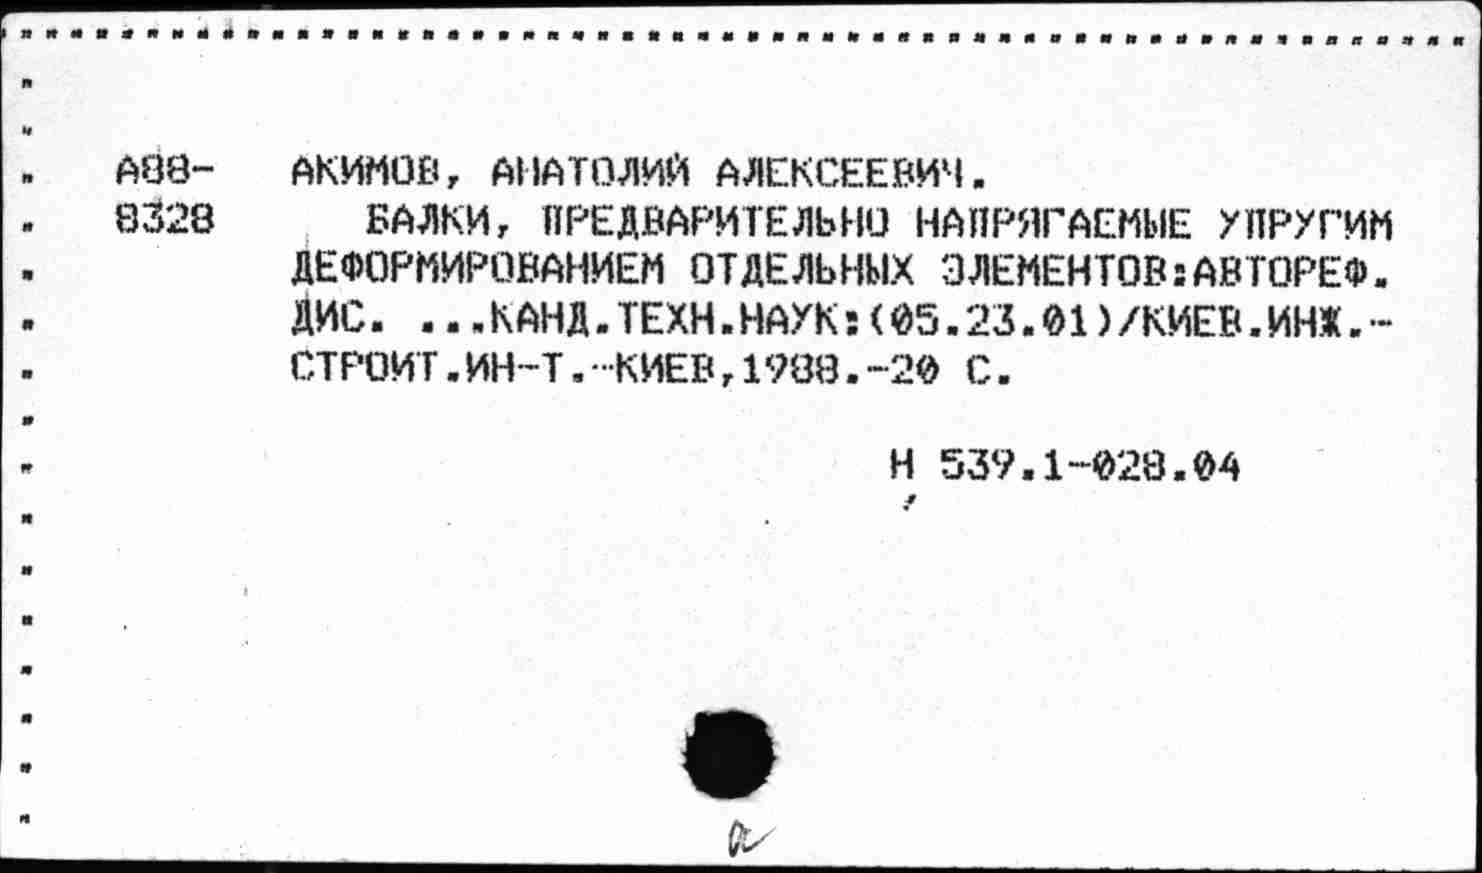 А88- АКИМОВ, АНАТОЛИЙ АЛЕКСЕЕВИЧ.
8328 БАЛКИ, ПРЕДВАРИТЕЛЬНО НАПРЯГАЕМЫЕ УПРУГИМ
ДЕФОРМИРОВАНИЕМ ОТДЕЛЬНЫХ ЭЛЕМЕНТОВ:АВТОРЕФ.
ДИС. ...КАНД.ТЕХН.НАУК:(05.23.01)/КИЕВ.ИНЖ.-
СТРОИТ.ИН-Т.-КИЕВ,1988.-20 С.
Н 539.1-028.04
а